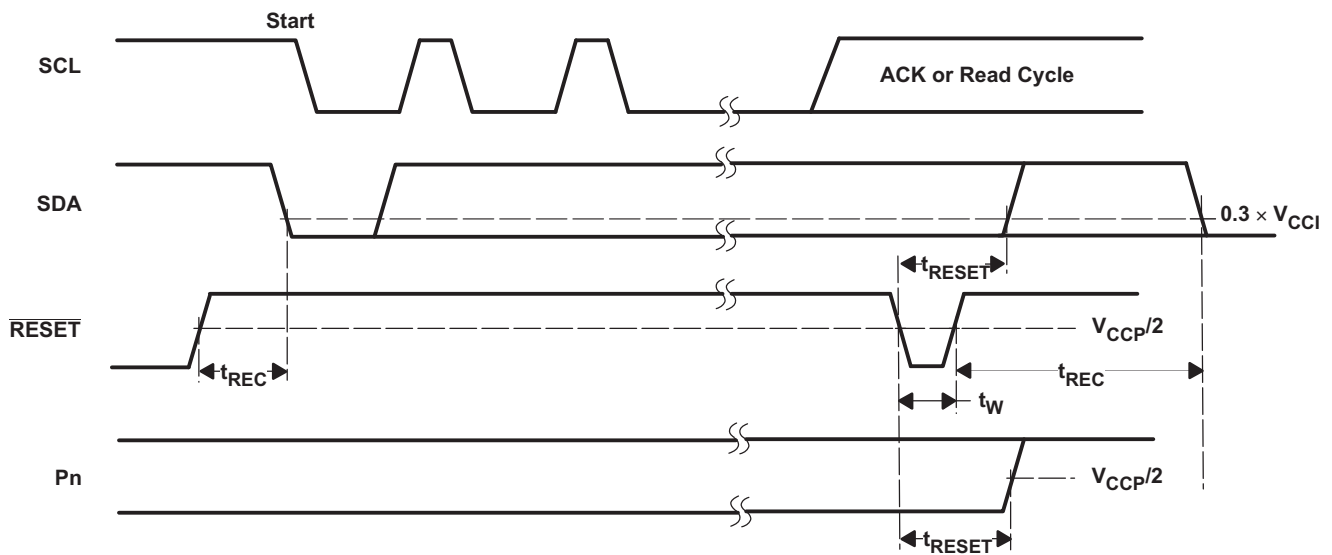 Start
SCL
ACK or Read Cycle
SDA
0.3 × VCCI
tRESET
RESET
VCCP/2
tREC
tREC
tW
Pn
VCCP/2
tRESET